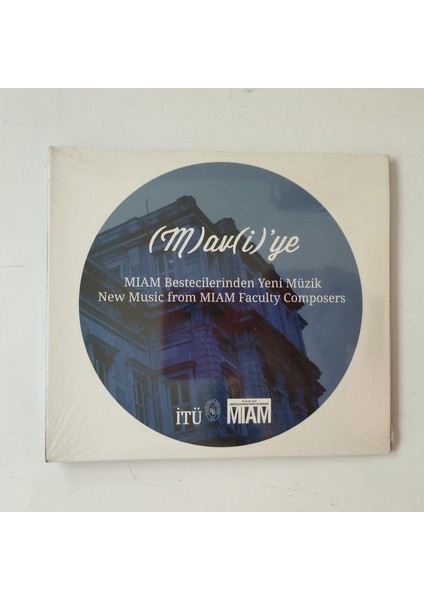 (M)av(i)'ye
MIAM Bestecilerinden Yeni Müzik
New Music from MIAM Faculty Composers
İTÜ
MIAM